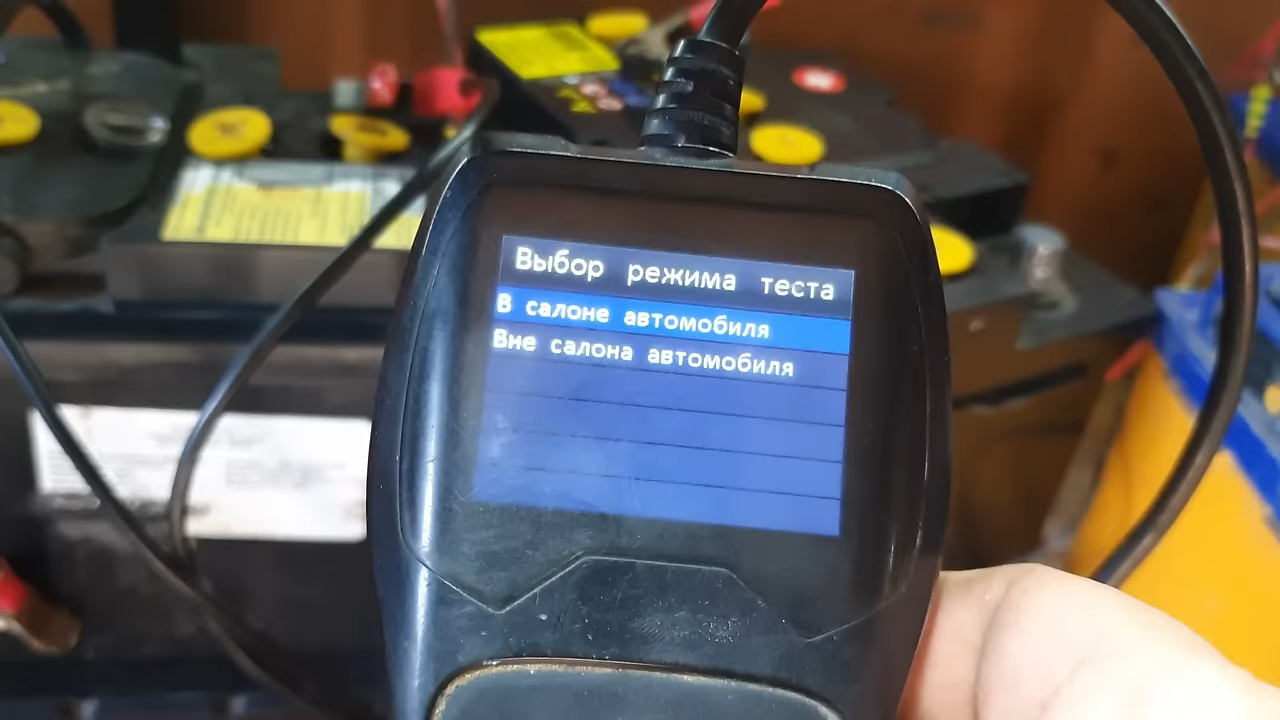 Выбор режима теста
В салоне автомобиля
Вне салона автомобиля